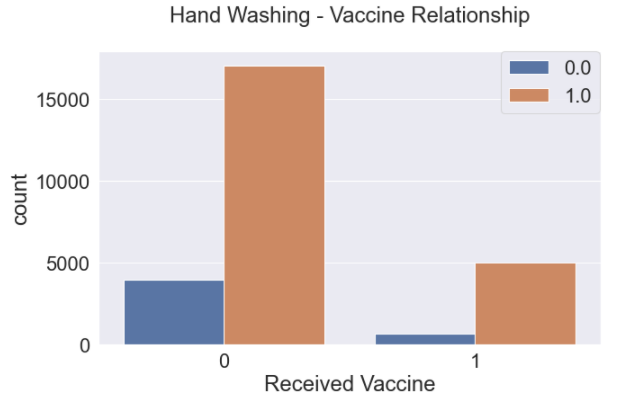 Hand Washing - Vaccine Relationship
0.0
1.0
15000
10000
5000
0
count
0 1
Received Vaccine